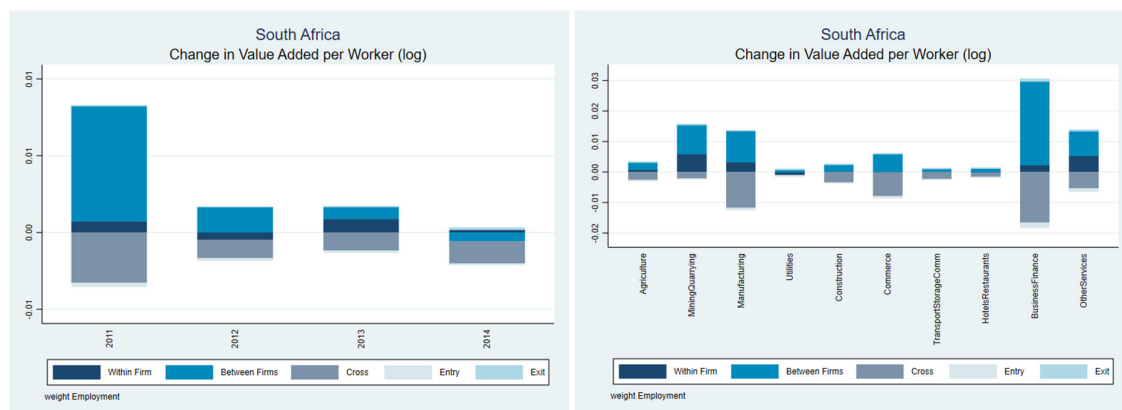 South Africa
Change in Value Added per Worker (log)
0.01
0.01
0.00
-0.01
2011
2012
2013
2014
Within Firm Between Firms Cross Entry Exit
weight Employment
South Africa
Change in Value Added per Worker (log)
0.03
0.02
0.01
0.00
-0.01
-0.02
Agriculture
MiningQuarrying
Manufacturing
Utilities
Construction
Commerce
TransportStorageComm
HotelsRestaurants
BusinessFinance
OtherServices
Within Firm Between Firms Cross Entry Exit
weight Employment